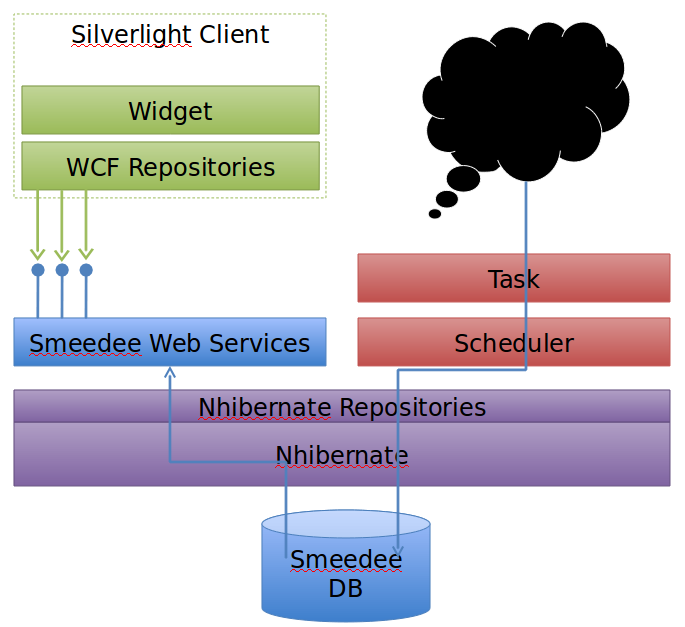 Silverlight Client
Widget
WCF Repositories
Task
Smeedee Web Services
Scheduler
Nhibernate Repositories
Nhibernate
Smeedee
DB